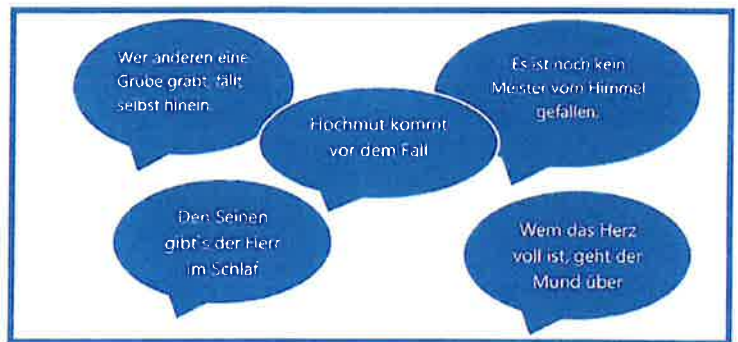 Wer anderen eine
Grube gräbt, fällt
selbst hinein.
Es ist noch kein
Meister vom Himmel
gefallen.
Hochmut kommt
vor dem Fall
Den Seinen
gibt's der Herr
im Schlaf
Wem das Herz
voll ist, geht der
Mund über